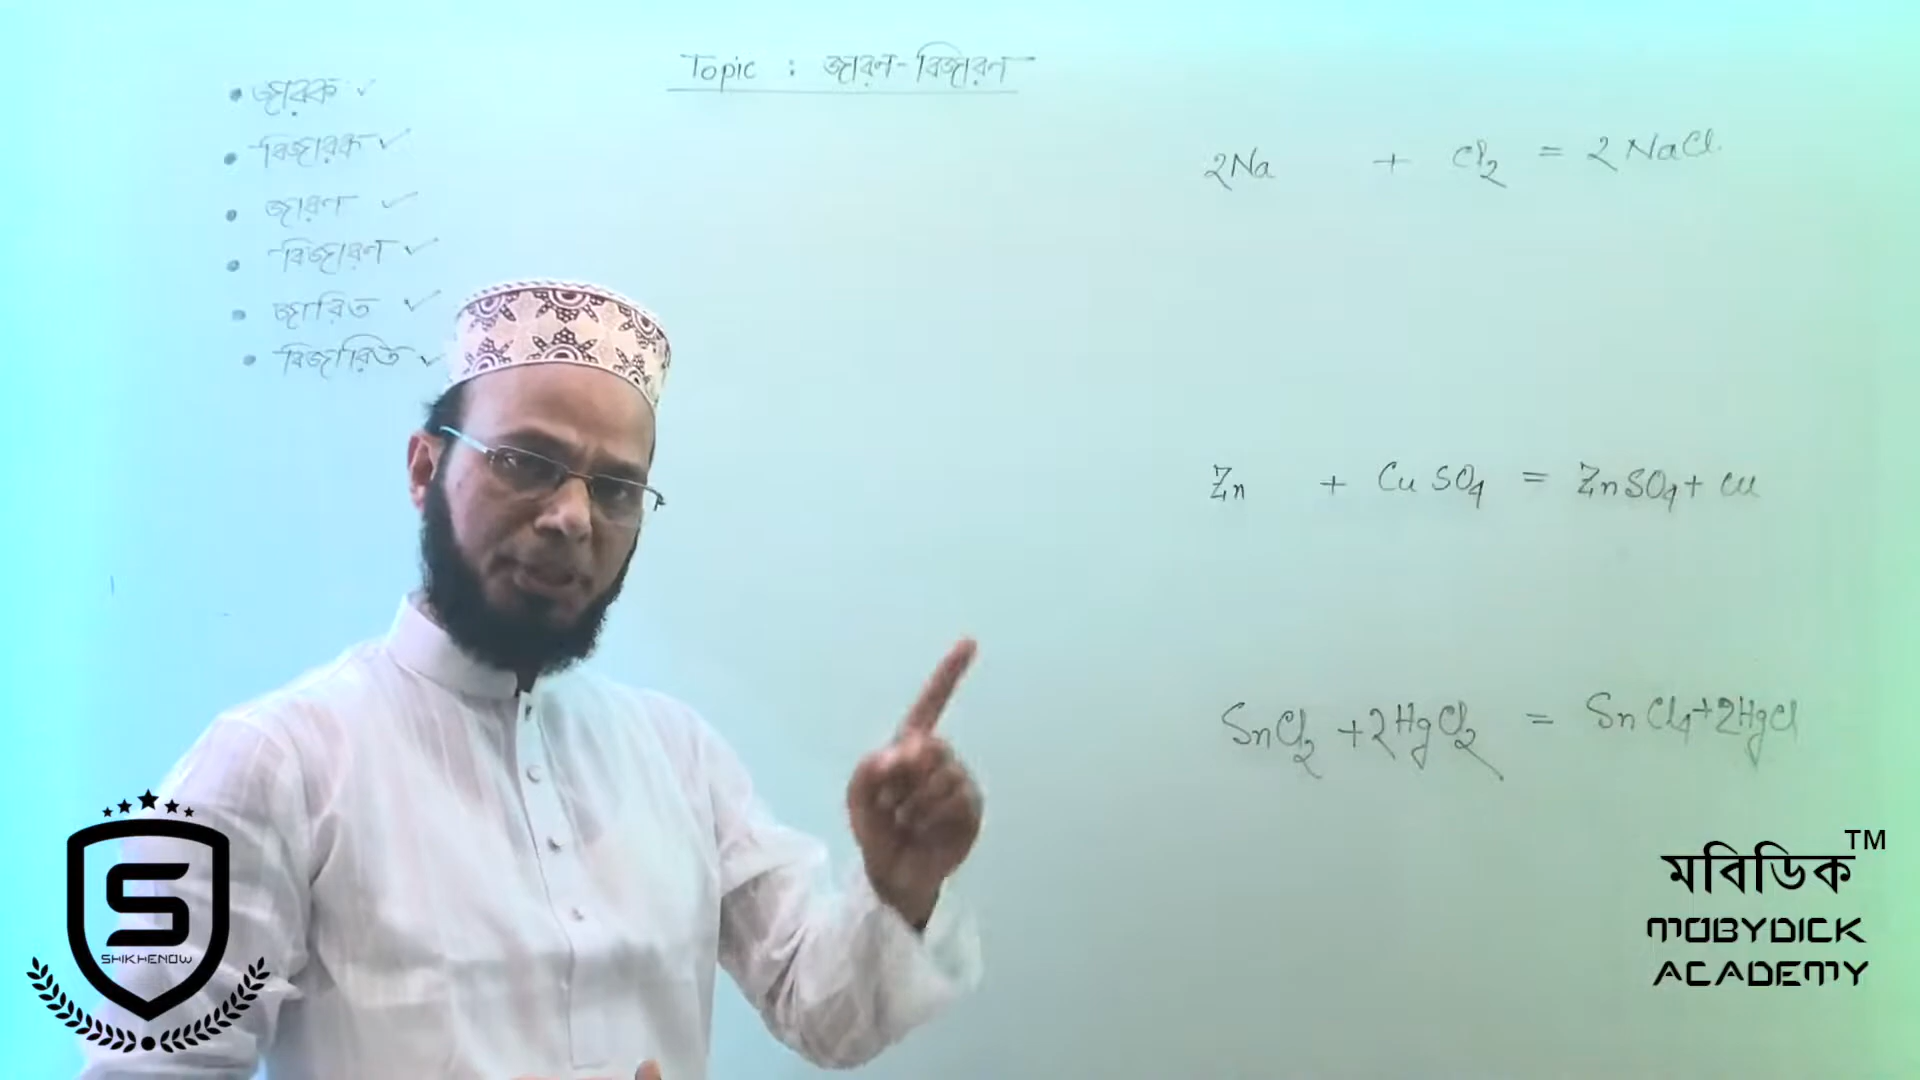 Topic : জারণ-বিজারণ
• জারক ✓
• বিজারক ✓
• জারণ ✓
• বিজারণ ✓
• জারিত ✓
• বিজারিত ✓
2Na + Cl₂ = 2NaCl
Zn + CuSO₄ = ZnSO₄ + Cu
SnCl₂ + 2HgCl₂ = SnCl₄ + 2HgCl
S
SHIKHENOW
মবিডিক™
MOBYDICK
ACADEMY